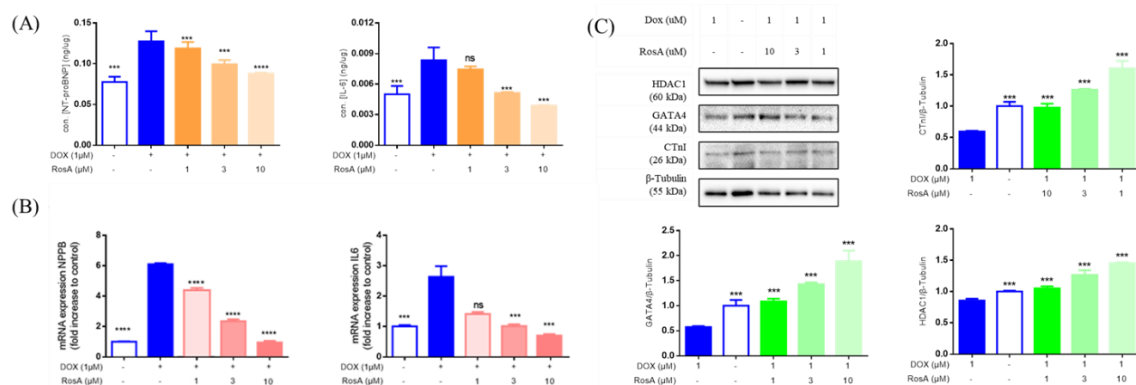 (A)
con. [NT-proBNP] (ng/ug)
0.15
0.10
0.05
0.00
*** *** *** ****
DOX (1μM) - + + + +
RosA (μM) - - 1 3 10
con. [IL-6] (ng/ug)
0.012
0.009
0.006
0.003
0.000
*** ns *** ***
DOX (1μM) - + + + +
RosA (μM) - - 1 3 10
(B)
mRNA expression NPPB
(fold increase to control)
8
6
4
2
0
**** **** **** ****
DOX (1μM) - + + + +
RosA (μM) - - 1 3 10
mRNA expression IL6
(fold increase to control)
4
3
2
1
0
*** ns *** ***
DOX (1μM) - + + + +
RosA (μM) - - 1 3 10
(C)
Dox (uM) 1 - 1 1 1
RosA (uM) - - 10 3 1
HDAC1
(60 kDa)
GATA4
(44 kDa)
CTnI
(26 kDa)
β-Tubulin
(55 kDa)
CTnI/β-Tubulin
2.0
1.5
1.0
0.5
0.0
*** *** *** ***
DOX (μM) 1 - 1 1 1
RosA (μM) - - 10 3 1
GATA4/β-Tubulin
2.5
2.0
1.5
1.0
0.5
0.0
*** *** *** ***
DOX (μM) 1 - 1 1 1
RosA (μM) - - 1 3 10
HDAC1/β-Tubulin
2.0
1.5
1.0
0.5
0.0
*** *** *** ***
DOX (μM) 1 - 1 1 1
RosA (μM) - - 1 3 10